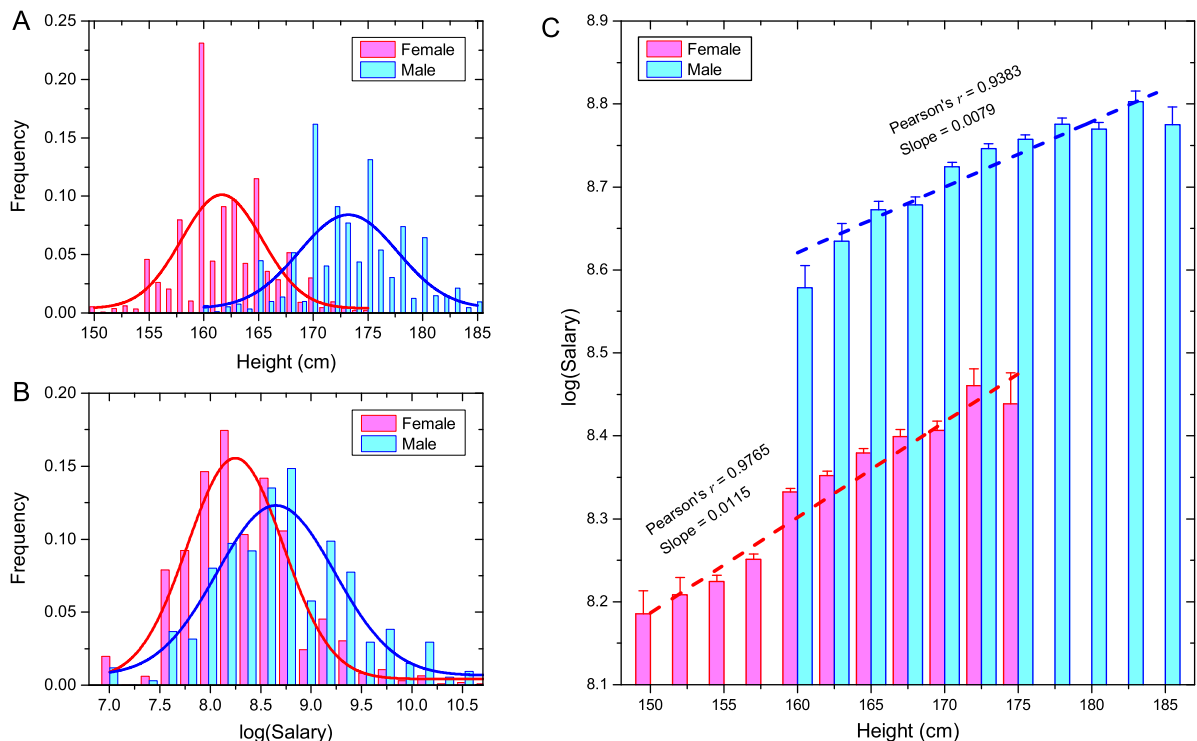 A
0.25
0.20
0.15
0.10
0.05
0.00
Frequency
Female
Male
150 155 160 165 170 175 180 185
Height (cm)
B
0.20
0.15
0.10
0.05
0.00
Frequency
Female
Male
7.0 7.5 8.0 8.5 9.0 9.5 10.0 10.5
log(Salary)
C
8.9
8.8
8.7
8.6
8.5
8.4
8.3
8.2
8.1
log(Salary)
Female
Male
Pearson's r = 0.9383
Slope = 0.0079
Pearson's r = 0.9765
Slope = 0.0115
150 155 160 165 170 175 180 185
Height (cm)